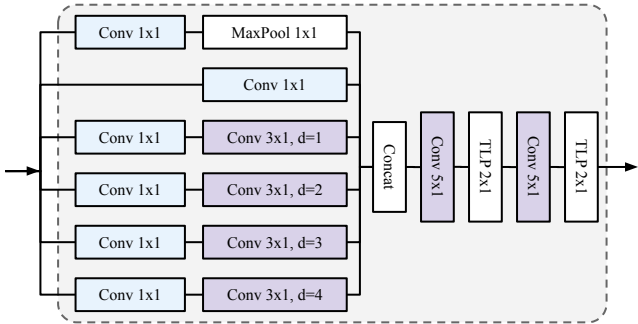 Conv 1x1
MaxPool 1x1
Conv 1x1
Conv 1x1
Conv 3x1, d=1
Conv 1x1
Conv 3x1, d=2
Conv 1x1
Conv 3x1, d=3
Conv 1x1
Conv 3x1, d=4
Concat
Conv 5x1
TLP 2x1
Conv 5x1
TLP 2x1